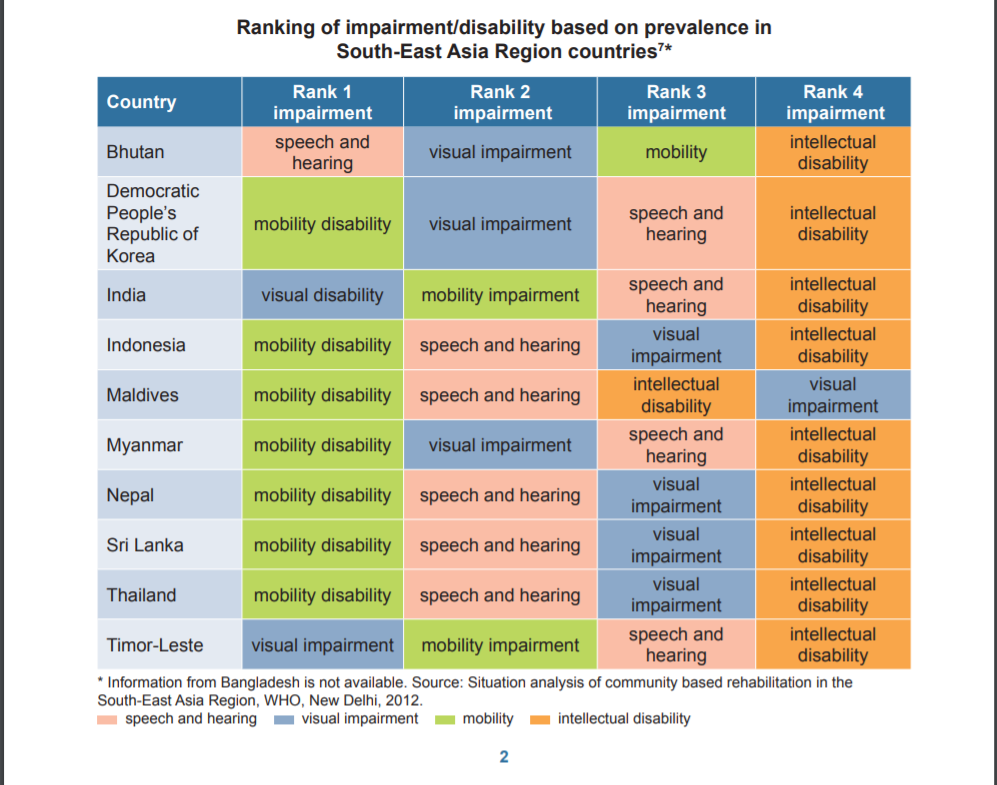 Ranking of impairment/disability based on prevalence in
South-East Asia Region countries⁷*
Country
Rank 1
impairment
Rank 2
impairment
Rank 3
impairment
Rank 4
impairment
Bhutan
speech and
hearing
visual impairment
mobility
intellectual
disability
Democratic
People’s
Republic of
Korea
mobility disability
visual impairment
speech and
hearing
intellectual
disability
India
visual disability
mobility impairment
speech and
hearing
intellectual
disability
Indonesia
mobility disability
speech and hearing
visual
impairment
intellectual
disability
Maldives
mobility disability
speech and hearing
intellectual
disability
visual
impairment
Myanmar
mobility disability
visual impairment
speech and
hearing
intellectual
disability
Nepal
mobility disability
speech and hearing
visual
impairment
intellectual
disability
Sri Lanka
mobility disability
speech and hearing
visual
impairment
intellectual
disability
Thailand
mobility disability
speech and hearing
visual
impairment
intellectual
disability
Timor-Leste
visual impairment
mobility impairment
speech and
hearing
intellectual
disability
* Information from Bangladesh is not available. Source: Situation analysis of community based rehabilitation in the
South-East Asia Region, WHO, New Delhi, 2012.
speech and hearing visual impairment mobility intellectual disability
2